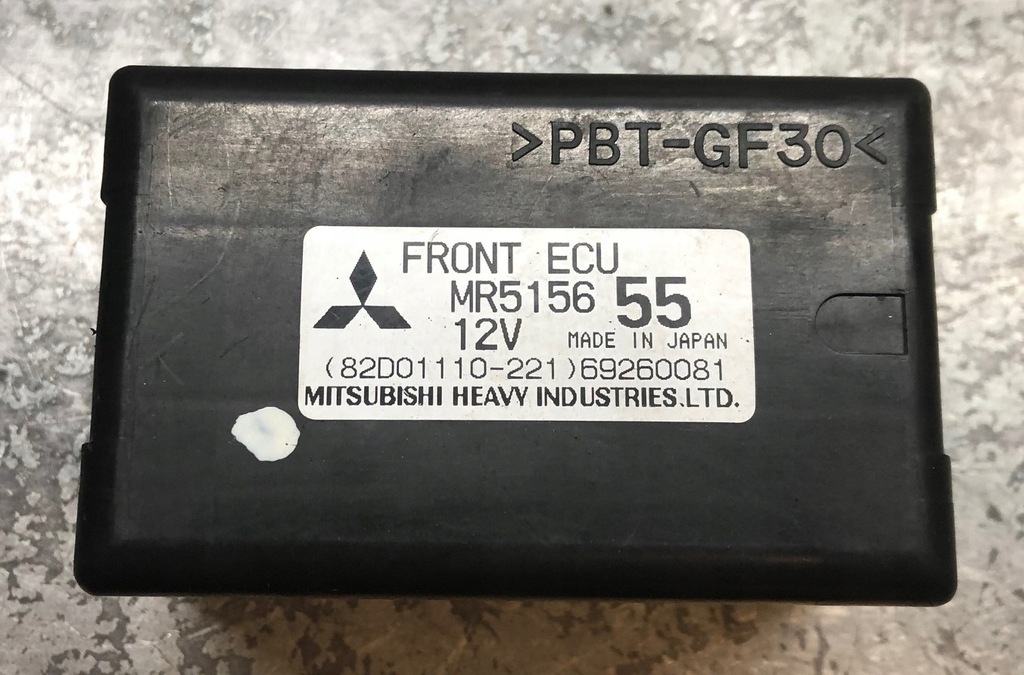 >PBT-GF30<
FRONT ECU
MR5156 55
12V MADE IN JAPAN
(82D01110-221)69260081
MITSUBISHI HEAVY INDUSTRIES.LTD.